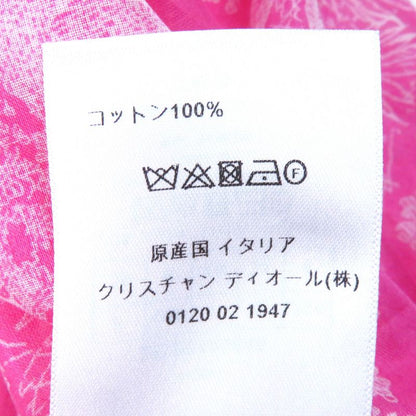 コットン100%
F
原産国 イタリア
クリスチャン ディオール(株)
0120 02 1947